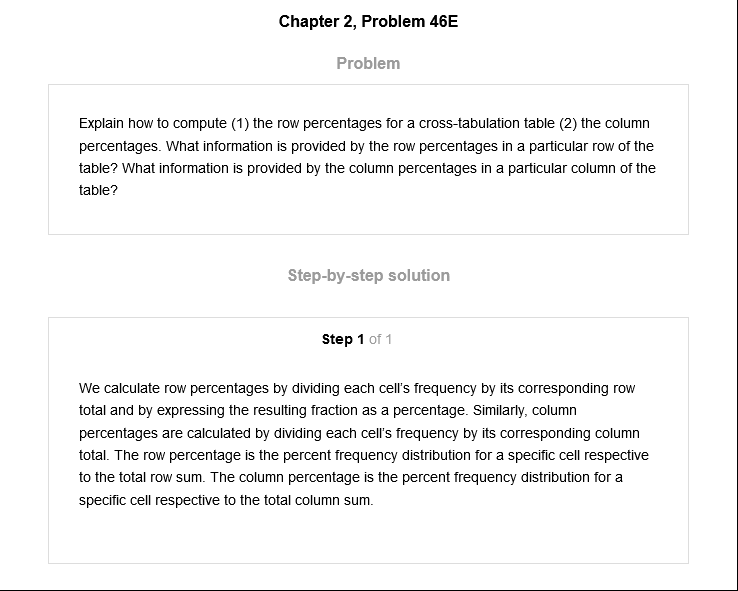 Chapter 2, Problem 46E
Problem
Explain how to compute (1) the row percentages for a cross-tabulation table (2) the column
percentages. What information is provided by the row percentages in a particular row of the
table? What information is provided by the column percentages in a particular column of the
table?
Step-by-step solution
Step 1 of 1
We calculate row percentages by dividing each cell's frequency by its corresponding row
total and by expressing the resulting fraction as a percentage. Similarly, column
percentages are calculated by dividing each cell's frequency by its corresponding column
total. The row percentage is the percent frequency distribution for a specific cell respective
to the total row sum. The column percentage is the percent frequency distribution for a
specific cell respective to the total column sum.